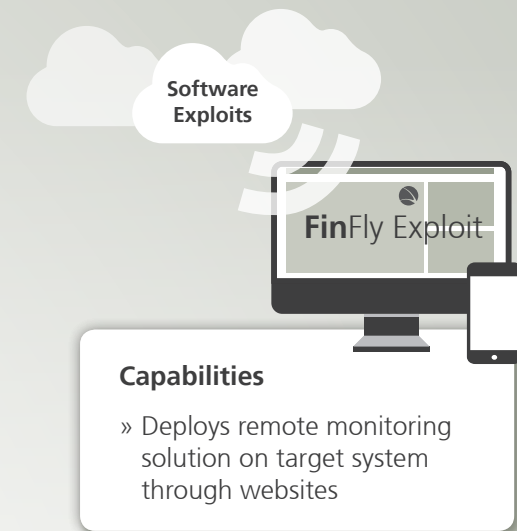 Software
Exploits
FinFly Exploit
Capabilities
» Deploys remote monitoring
solution on target system
through websites